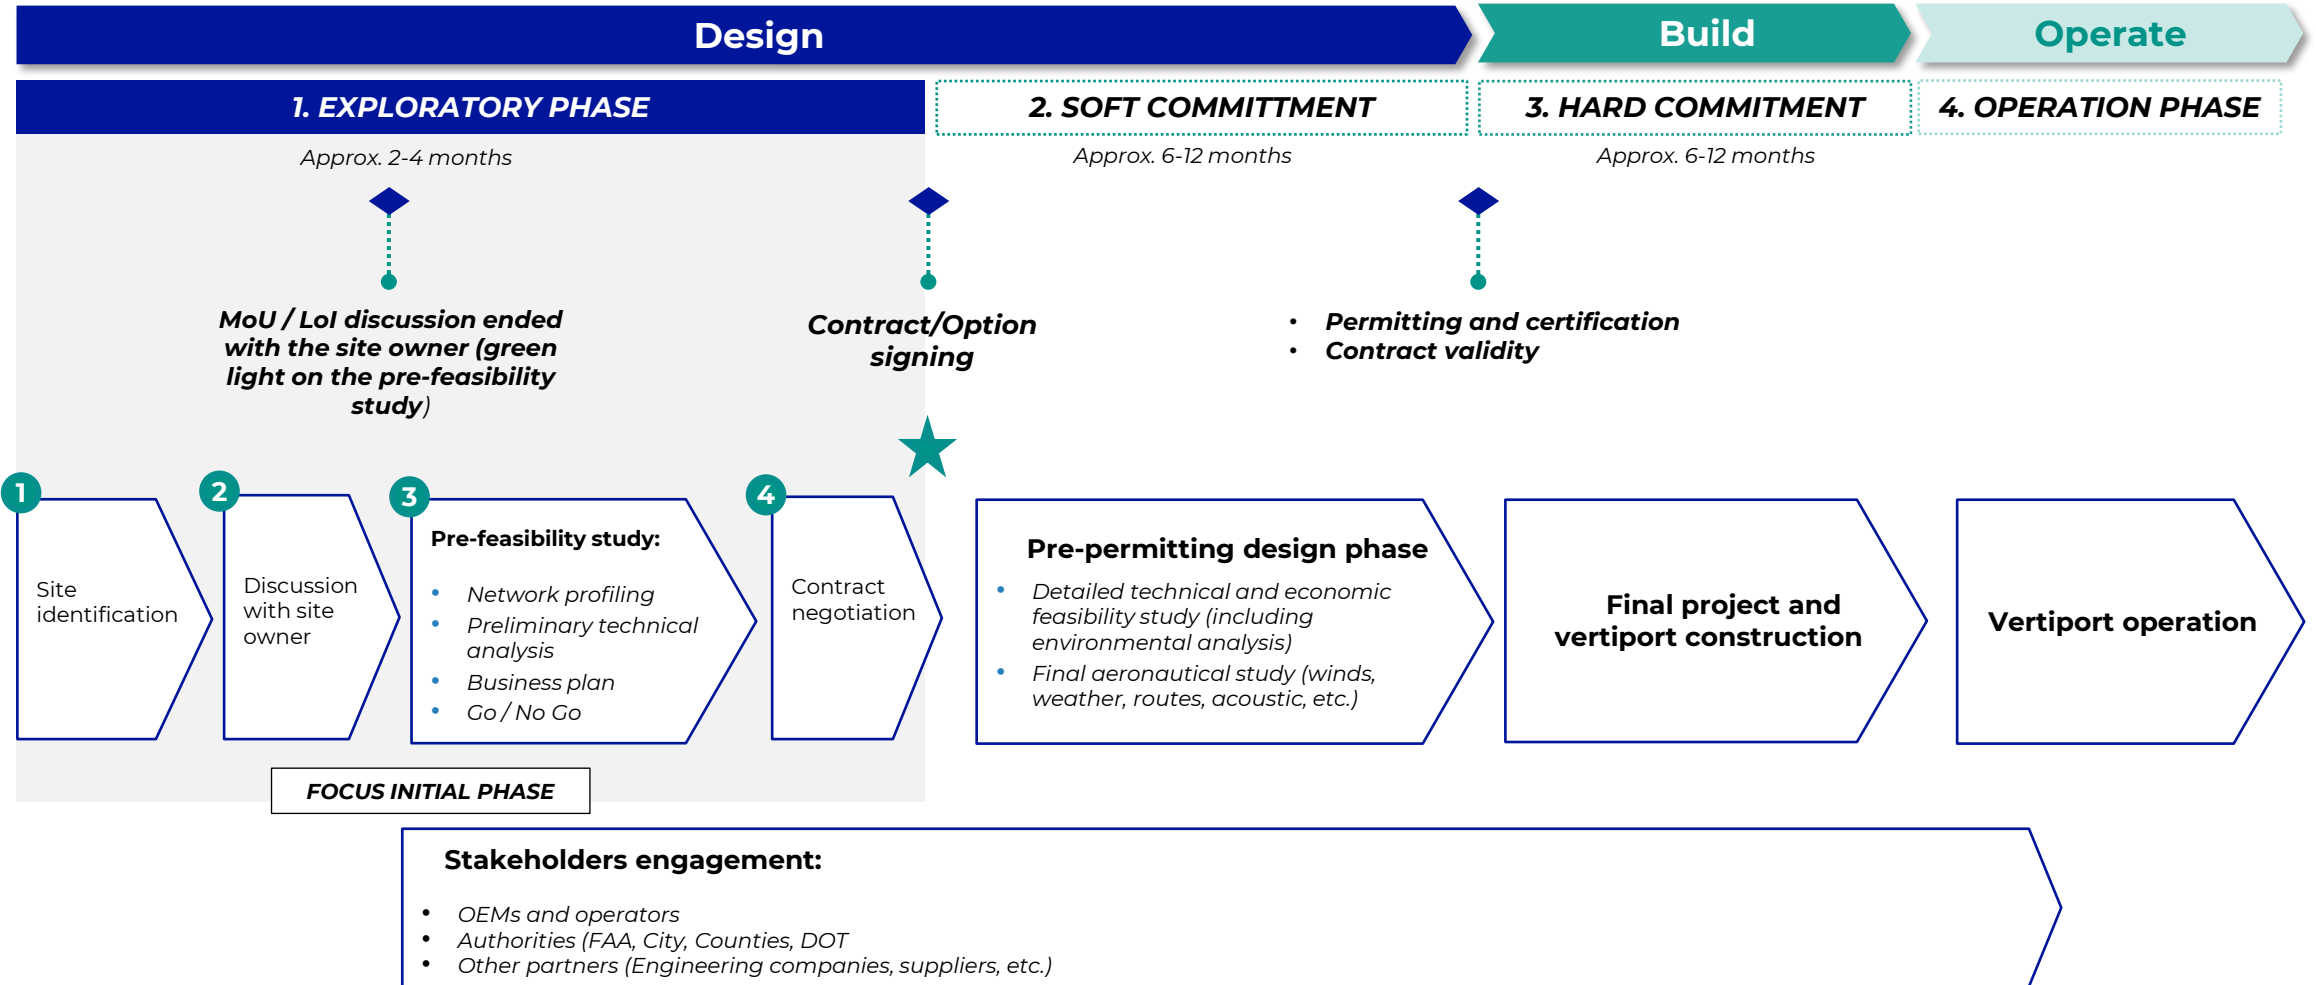 Design
Build
Operate
1. EXPLORATORY PHASE
2. SOFT COMMITTMENT
3. HARD COMMITMENT
4. OPERATION PHASE
Approx. 2-4 months
Approx. 6-12 months
Approx. 6-12 months
MoU / LoI discussion ended
with the site owner (green
light on the pre-feasibility
study)
Contract/Option
signing
• Permitting and certification
• Contract validity
1
Site
identification
2
Discussion
with site
owner
3
Pre-feasibility study:
• Network profiling
• Preliminary technical
analysis
• Business plan
• Go / No Go
4
Contract
negotiation
Pre-permitting design phase
• Detailed technical and economic
feasibility study (including
environmental analysis)
• Final aeronautical study (winds,
weather, routes, acoustic, etc.)
Final project and
vertiport construction
Vertiport operation
FOCUS INITIAL PHASE
Stakeholders engagement:
• OEMs and operators
• Authorities (FAA, City, Counties, DOT
• Other partners (Engineering companies, suppliers, etc.)